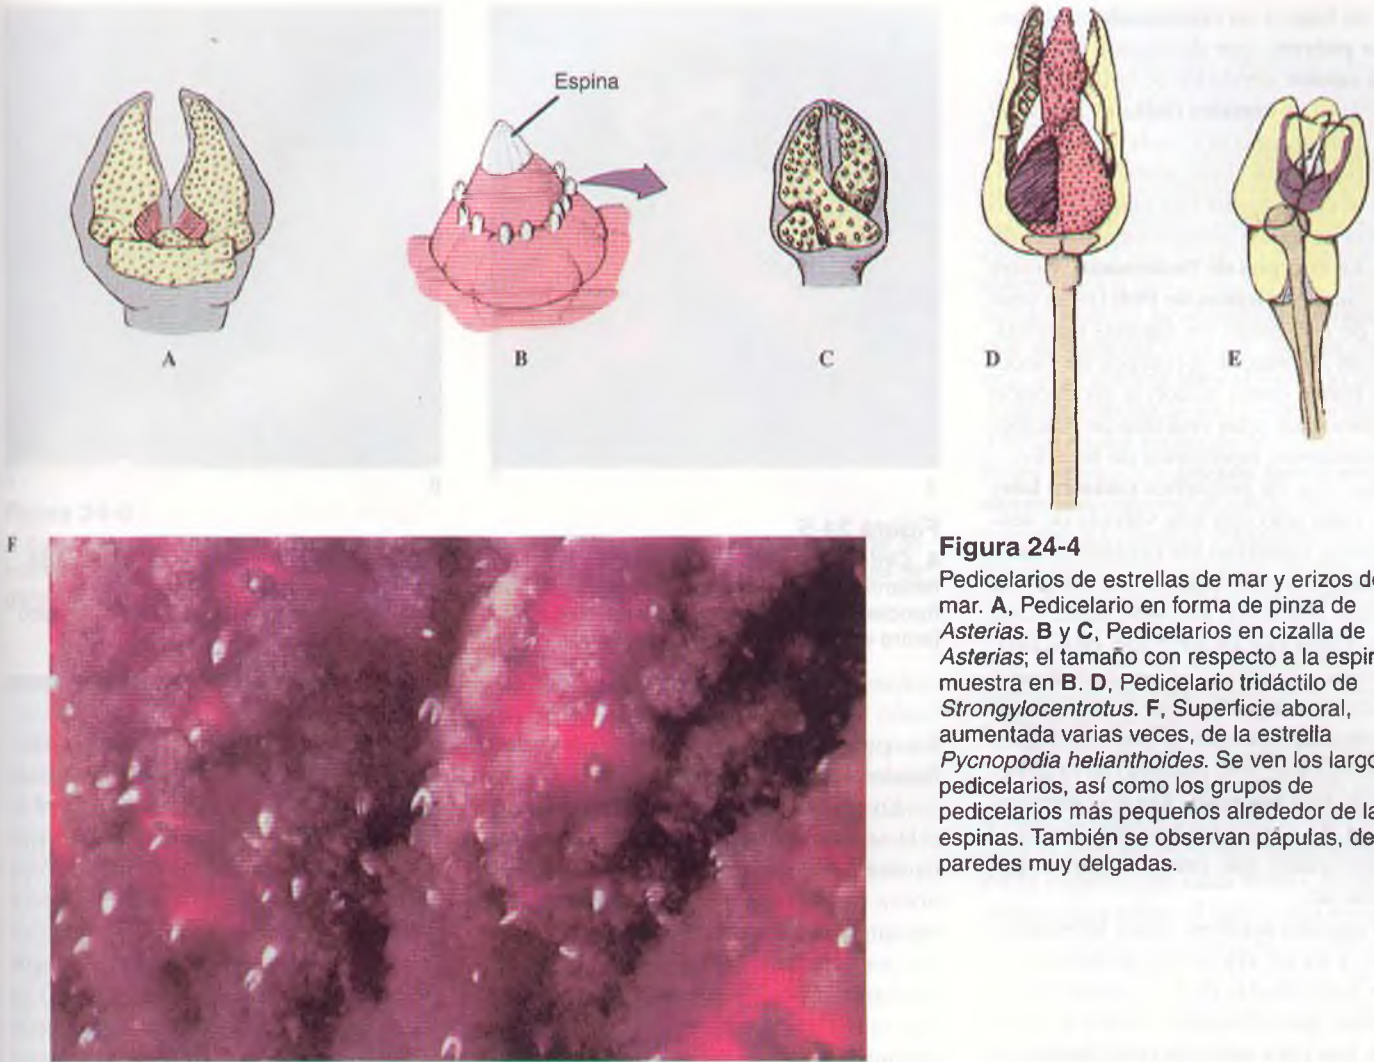 Espina
A
B
C
D
E
F
Figura 24-4
Pedicelarios de estrellas de mar y erizos de
mar. A, Pedicelario en forma de pinza de
Asterias. B y C, Pedicelarios en cizalla de
Asterias; el tamaño con respecto a la espin
muestra en B. D, Pedicelario tridáctilo de
Strongylocentrotus. F, Superficie aboral,
aumentada varias veces, de la estrella
Pycnopodia helianthoides. Se ven los largo
pedicelarios, así como los grupos de
pedicelarios más pequeños alrededor de la
espinas. También se observan pápulas, de
paredes muy delgadas.